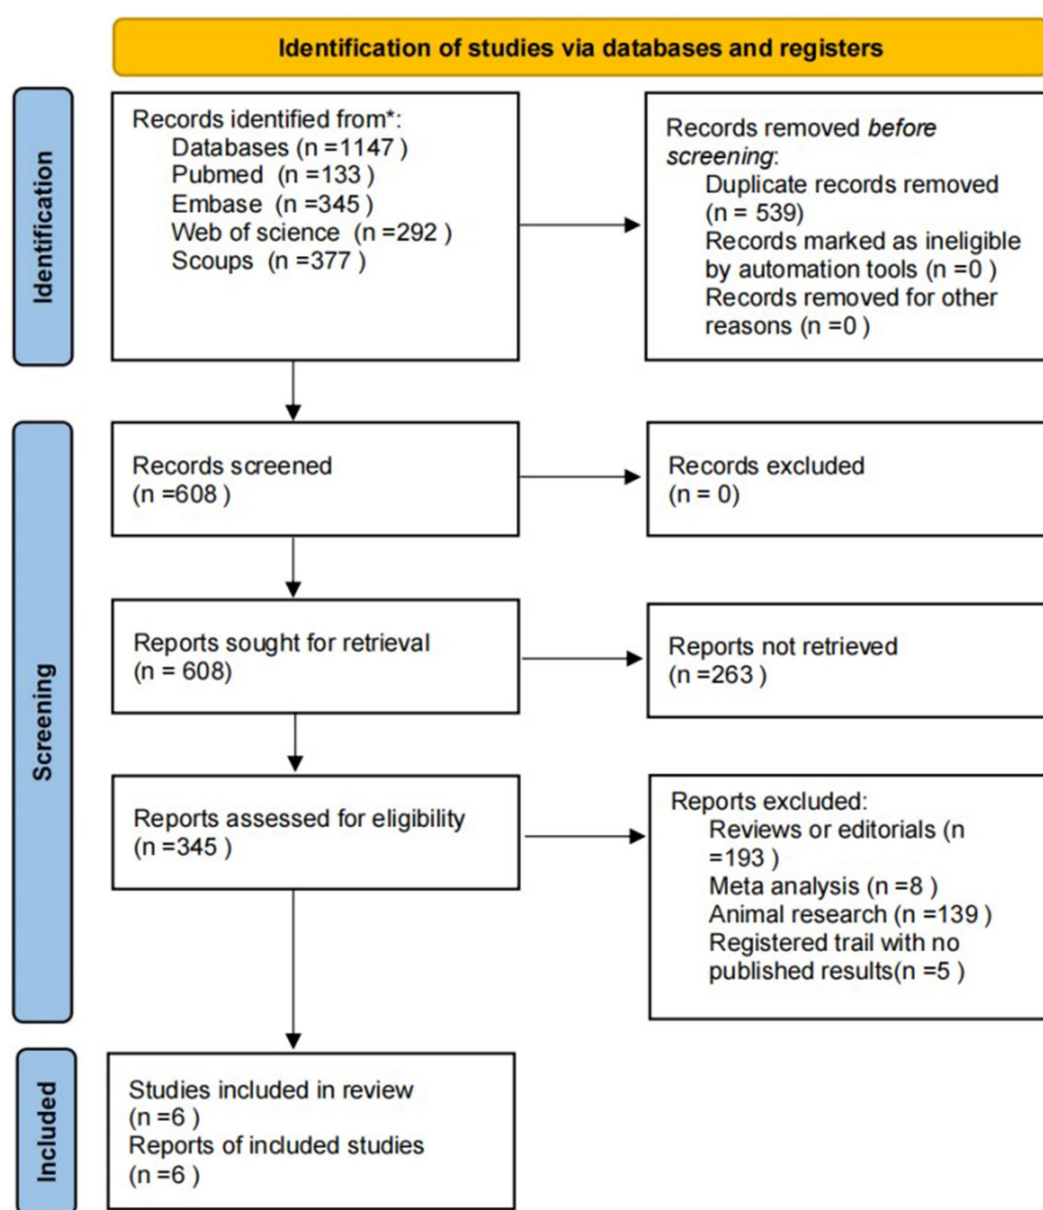 Identification of studies via databases and registers
Identification
Records identified from*:
Databases (n =1147 )
Pubmed (n =133 )
Embase (n =345 )
Web of science (n =292 )
Scoups (n =377 )
Records removed before
screening:
Duplicate records removed
(n = 539)
Records marked as ineligible
by automation tools (n =0 )
Records removed for other
reasons (n =0 )
Screening
Records screened
(n =608 )
Records excluded
(n = 0)
Reports sought for retrieval
(n = 608)
Reports not retrieved
(n =263 )
Reports assessed for eligibility
(n =345 )
Reports excluded:
Reviews or editorials (n
=193 )
Meta analysis (n =8 )
Animal research (n =139 )
Registered trail with no
published results(n =5 )
Included
Studies included in review
(n =6 )
Reports of included studies
(n =6 )